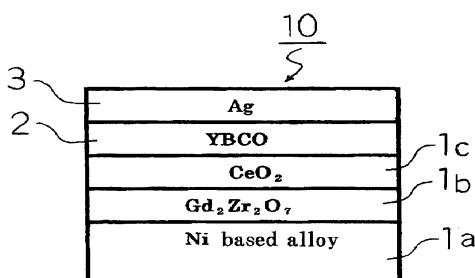 10
3
Ag
2
YBCO
1c
CeO₂
1b
Gd₂Zr₂O₇
Ni based alloy
1a